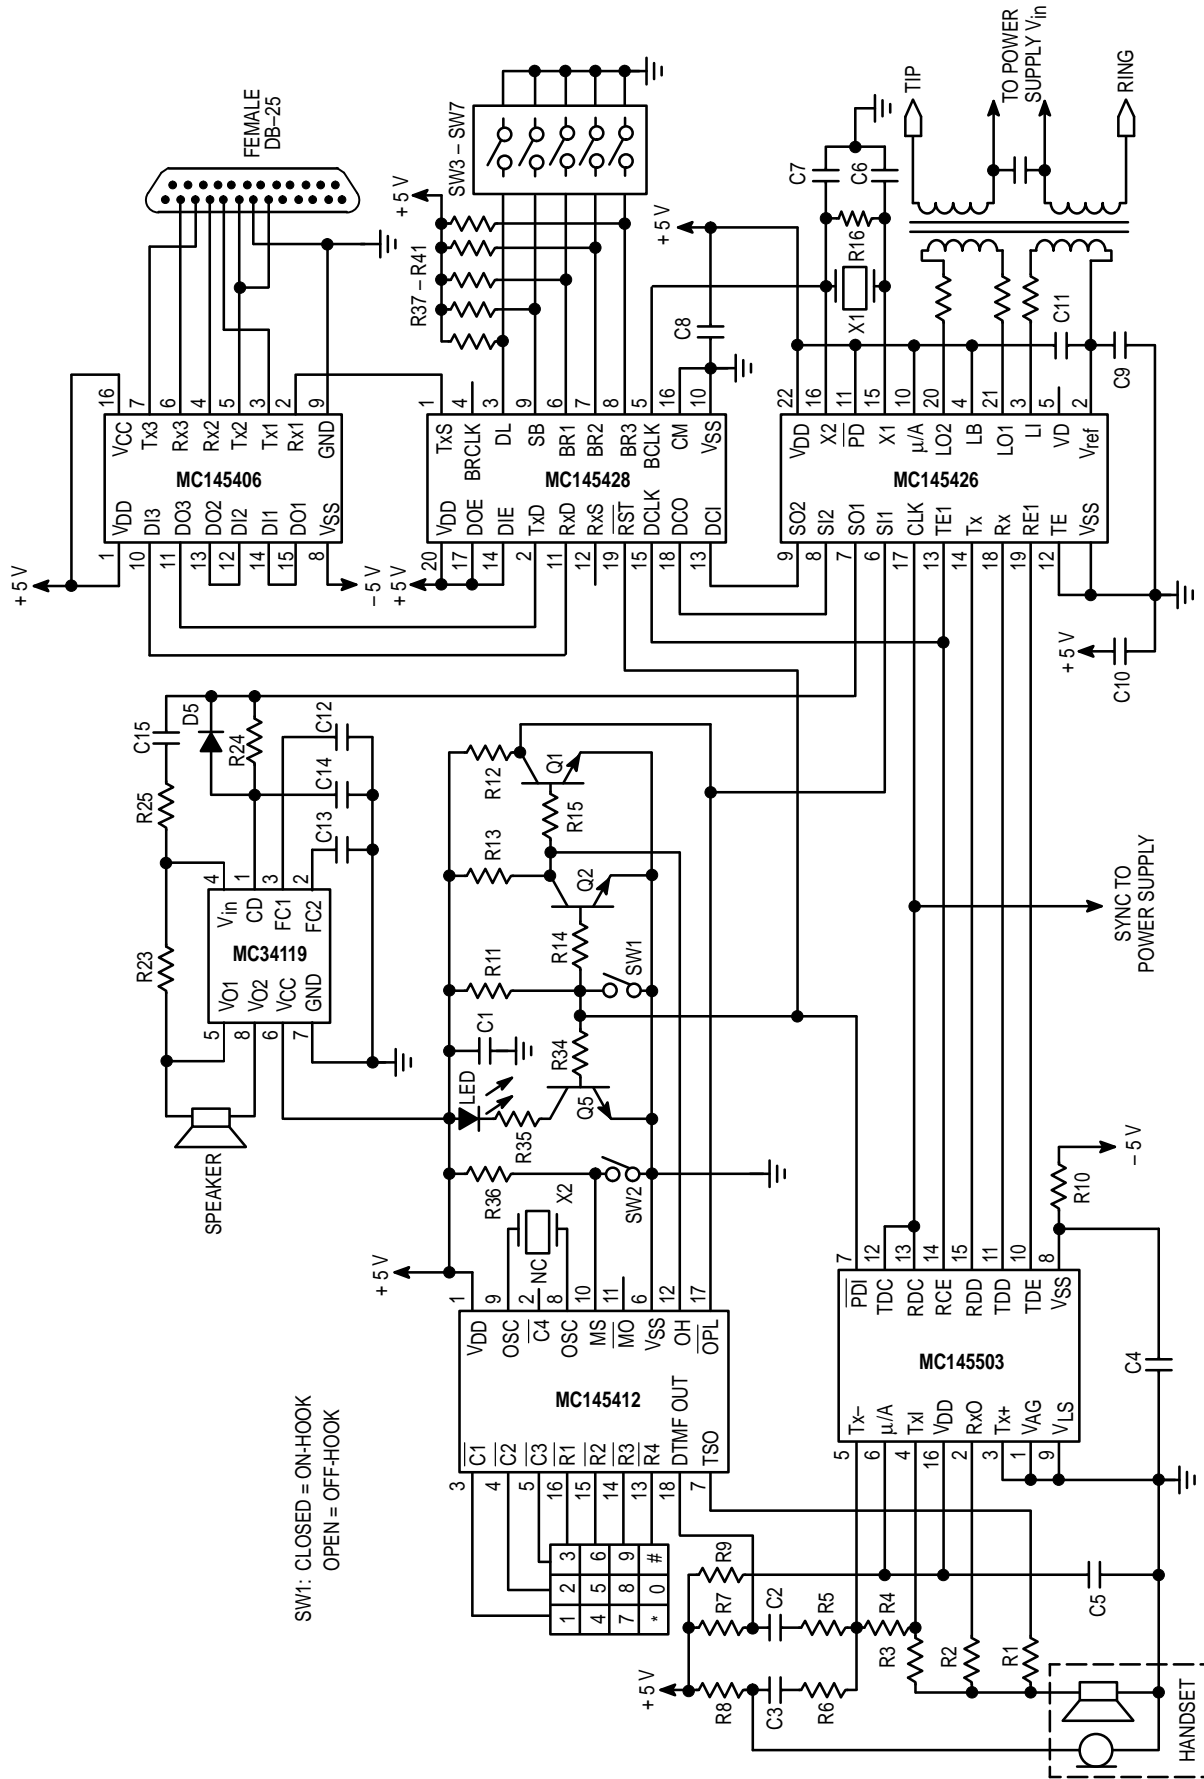 FEMALE
DB–25
+ 5 V
1 VDD
10 DI3
11 DO3
13 DO2
12 DI2
14 DI1
15 DO1
8 VSS
– 5 V
MC145406
VCC 16
Tx3 7
Rx3 6
Rx2 4
Tx2 5
Tx1 3
Rx1 2
GND 9
+ 5 V
20 VDD
17 DOE
14 DIE
2 TxD
11 RxD
12 RxS
19 RST
15 DCLK
18 DCO
13 DCI
MC145428
TxS 1
BRCLK 4
DL 3
SB 9
BR1 6
BR2 7
BR3 8
BCLK 5
CM 16
VSS 10
+ 5 V
R37 – R41
SW3 – SW7
+ 5 V
C8
9 SO2
8 SI2
7 SO1
6 SI1
17 CLK
13 TE1
14 Tx
18 Rx
19 RE1
12 TE
VSS
MC145426
VDD 22
X2 16
PD 11
X1 15
µ/A 10
LO2 20
LB 4
LO1 21
LI 3
VD 5
Vref 2
X1
R16
C7
C6
C11
C9
+ 5 V
C10
TIP
TO POWER
SUPPLY Vin
RING
SPEAKER
R23
R25
C15
D5
R24
5 VO1
8 VO2
6 VCC
7 GND
MC34119
Vin 4
CD 1
FC1 3
FC2 2
C13
C14
C12
+ 5 V
R36
LED
R35
C1
R11
R13
R12
R34
R14
R15
Q5
Q2
Q1
SW2
SW1
X2
NC
SW1: CLOSED = ON-HOOK
OPEN = OFF-HOOK
3 C1
4 C2
5 C3
16 R1
15 R2
14 R3
13 R4
18 DTMF OUT
7 TSO
MC145412
VDD 1
OSC 9
C4 2
OSC 8
MS 10
MO 11
VSS 6
OH 12
OPL 17
1 2 3
4 5 6
7 8 9
* 0 #
SYNC TO
POWER SUPPLY
5 Tx–
6 µ/A
4 TxI
16 VDD
2 RxO
3 Tx+
1 VAG
9 VLS
MC145503
PDI 7
TDC 12
RDC 13
RCE 14
RDD 15
TDD 11
TDE 10
VSS 8
R10
– 5 V
C4
+ 5 V
R8
R7
R9
C3
C2
R6
R5
R4
R3
R2
R1
C5
HANDSET